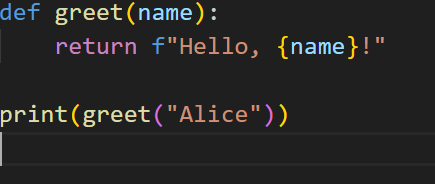 def greet(name):
    return f"Hello, {name}!"

print(greet("Alice"))